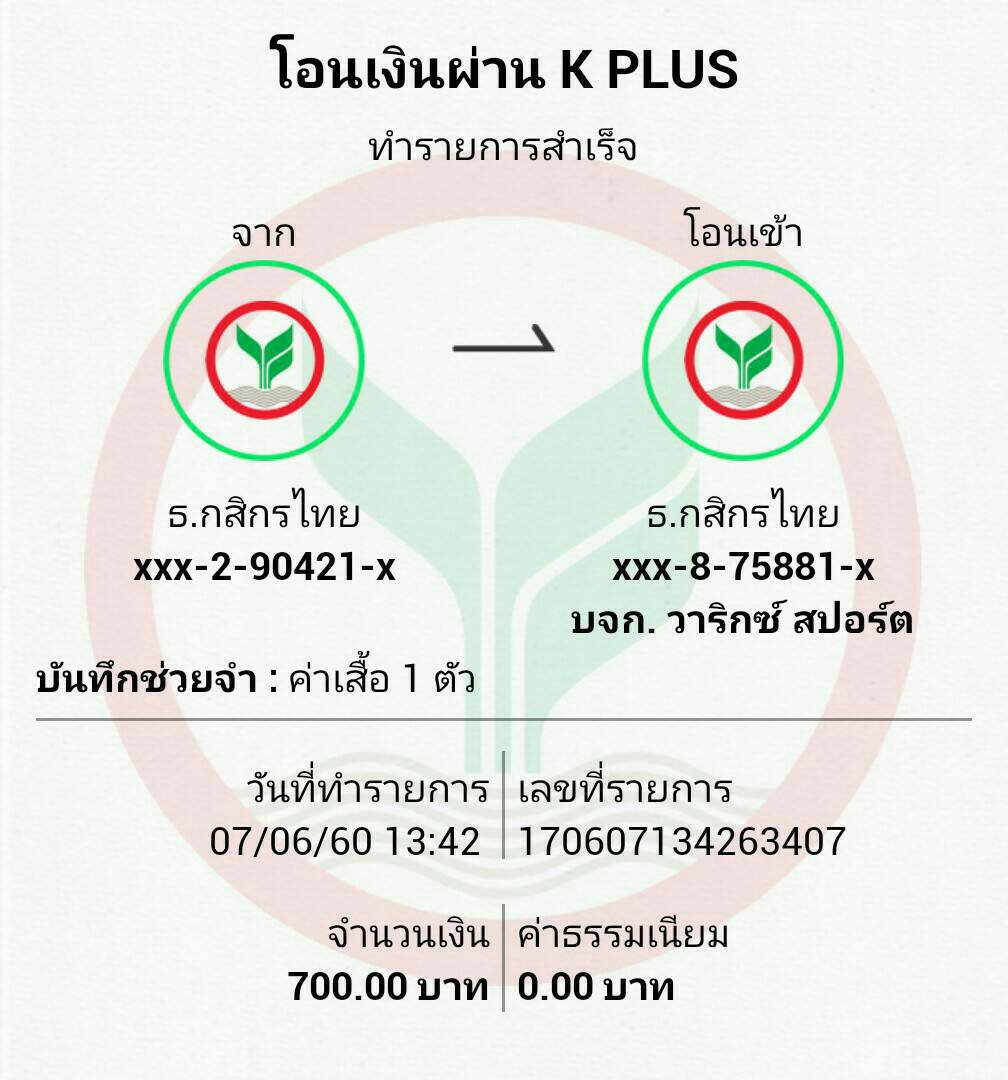 โอนเงินผ่าน K PLUS
ทำรายการสำเร็จ
จาก
โอนเข้า
ธ.กสิกรไทย
xxx-2-90421-x
ธ.กสิกรไทย
xxx-8-75881-x
บจก. วาริกซ์ สปอร์ต
บันทึกช่วยจำ : ค่าเสื้อ 1 ตัว
วันที่ทำรายการ
07/06/60 13:42
เลขที่รายการ
170607134263407
จำนวนเงิน
700.00 บาท
ค่าธรรมเนียม
0.00 บาท